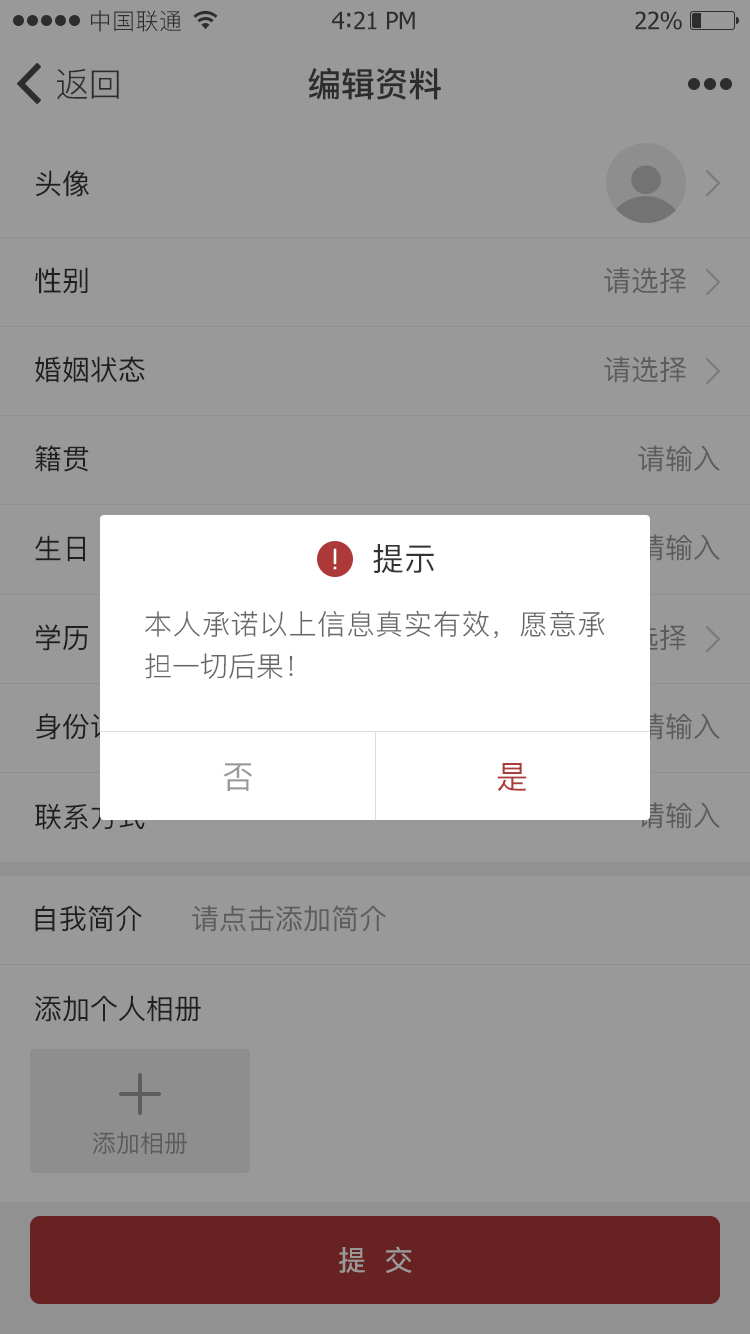 中国联通 4:21 PM 22%
返回 编辑资料
头像
性别 请选择
婚姻状态 请选择
籍贯 请输入
生日 请输入
学历 选择
身份 请输入
联系方式 请输入
提示
本人承诺以上信息真实有效，愿意承
担一切后果！
否 是
自我简介 请点击添加简介
添加个人相册
添加相册
提 交